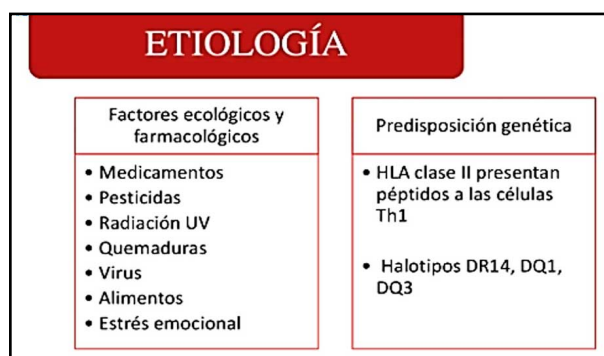 ETIOLOGÍA
Factores ecológicos y
farmacológicos
• Medicamentos
• Pesticidas
• Radiación UV
• Quemaduras
• Virus
• Alimentos
• Estrés emocional
Predisposición genética
• HLA clase II presentan
péptidos a las células
Th1
• Halotipos DR14, DQ1,
DQ3